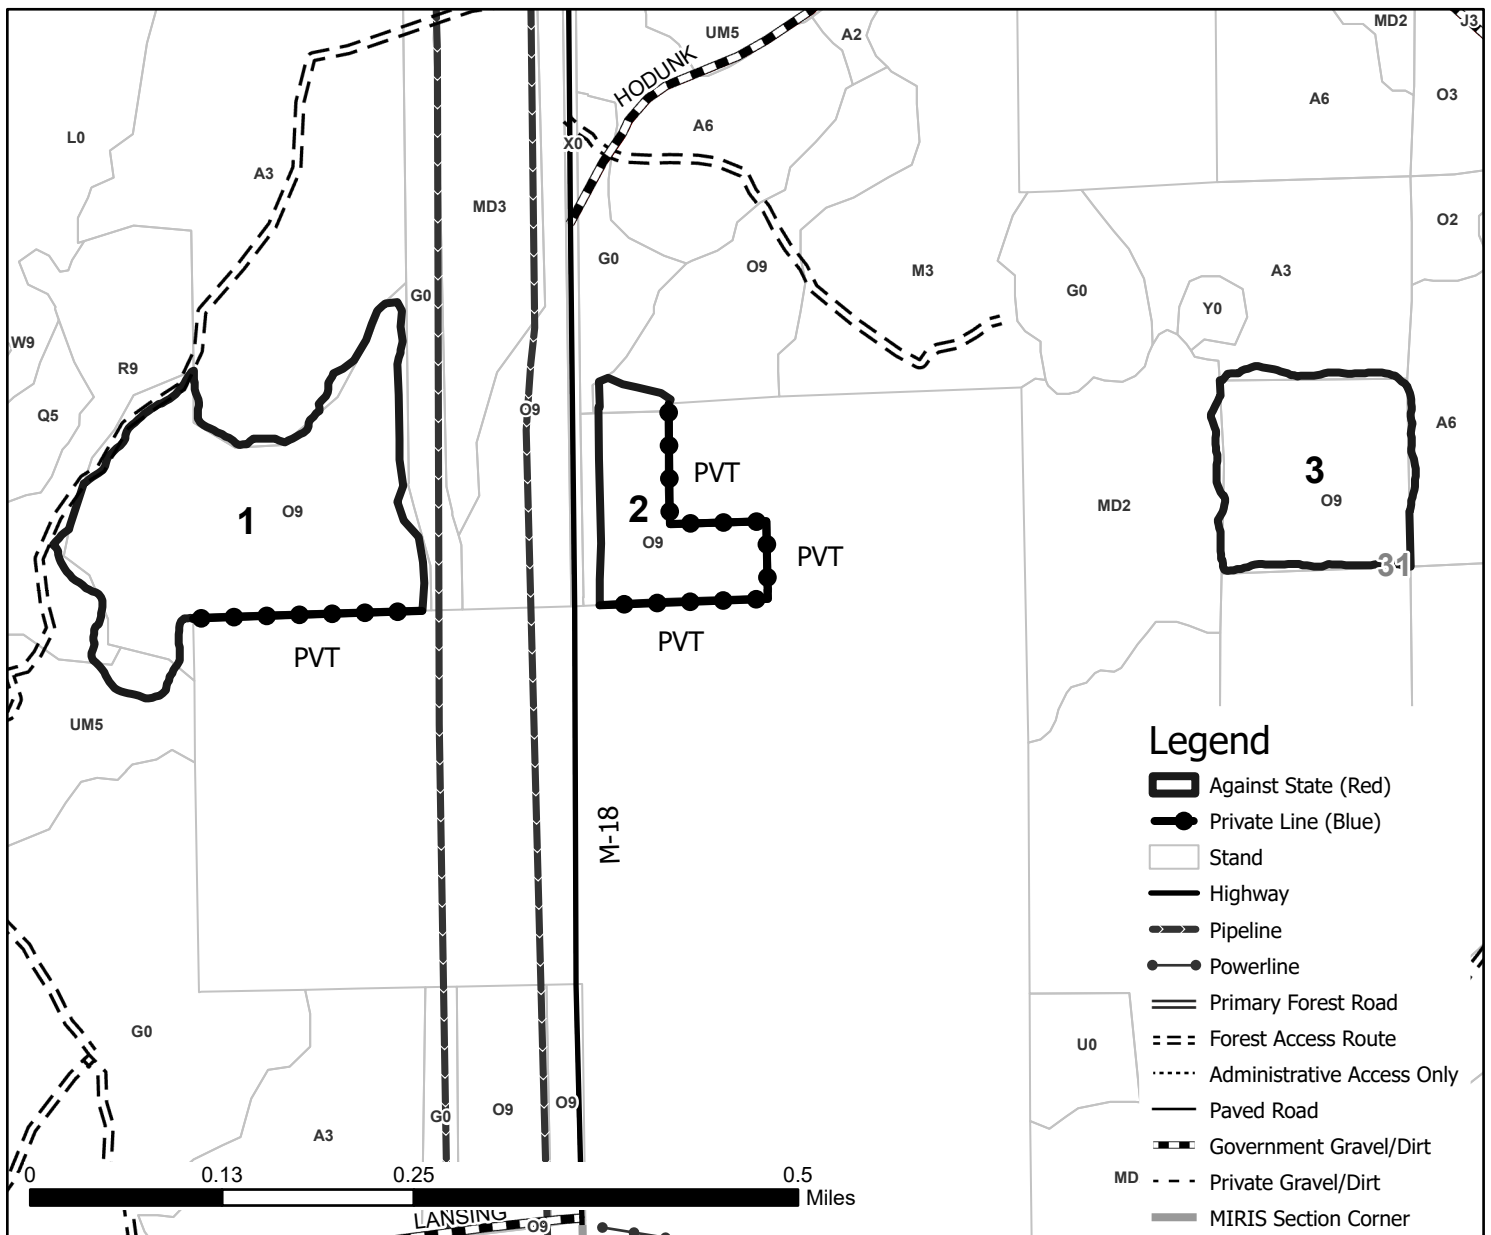 MD2
J3
UM5
A2
HODUNK
A6
O3
A6
L0
X0
A3
MD3
O2
G0
O9
M3
A3
G0
G0
Y0
W9
R9
O9
Q5
A6
PVT
3
O9
MD2
2
1
O9
O9
PVT
31
PVT
PVT
UM5
M-18
Legend
Against State (Red)
Private Line (Blue)
Stand
Highway
Pipeline
Powerline
Primary Forest Road
Forest Access Route
Administrative Access Only
Paved Road
Government Gravel/Dirt
Private Gravel/Dirt
MIRIS Section Corner
G0
U0
G0
O9
O9
A3
MD
0 0.13 0.25 0.5
Miles
LANSING
O9